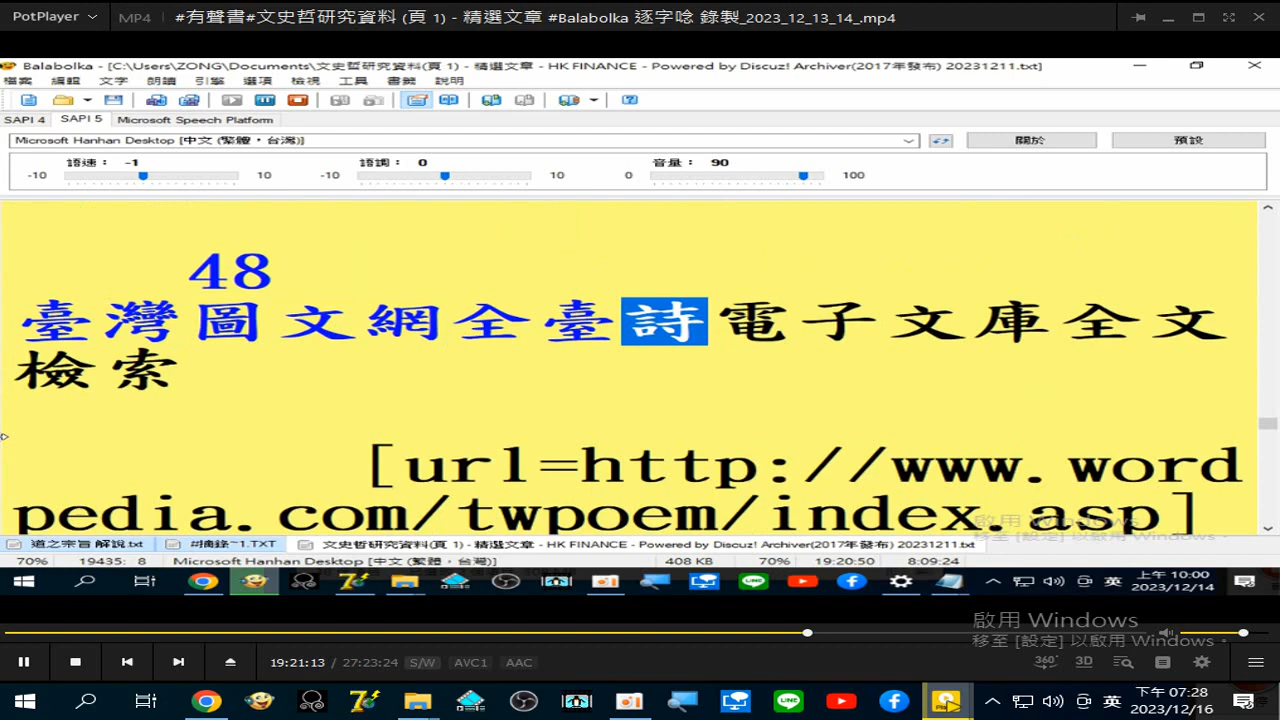 PotPlayer MP4 #有聲書#文史哲研究資料 (頁 1) - 精選文章 #Balabolka 逐字唸 錄製_2023_12_13_14_.mp4
Balabolka - [C:\Users\ZONG\Documents\文史哲研究資料(頁 1) - 精選文章 - HK FINANCE - Powered by Discuz! Archiver(2017年發布) 20231211.txt]
檔案 編輯 文字 朗讀 引擎 選項 檢視 工具 書籤 說明
SAPI 4 SAPI 5 Microsoft Speech Platform
Microsoft Hanhan Desktop [中文 (繁體，台灣)] 關於 預設
語速： -1 語調： 0 音量： 90
-10 10 -10 10 0 100
48
臺灣圖文網全臺詩電子文庫全文
檢索
[url=http://www.word
pedia.com/twpoem/index.asp]
啟用 Windows
移至 [設定] 以啟用 Windows。
道之宗旨 解說.txt #摘錄~1.TXT 文史哲研究資料(頁 1) - 精選文章 - HK FINANCE - Powered by Discuz! Archiver(2017年發布) 20231211.txt
70% 19435: 8 Microsoft Hanhan Desktop [中文 (繁體，台灣)] 408 KB 70% 19:20:50 8:09:24
英 上午 10:00
2023/12/14
啟用 Windows
移至 [設定] 以啟用 Windows。
19:21:13 / 27:23:24 S/W AVC1 AAC 360° 3D
英 下午 07:28
2023/12/16